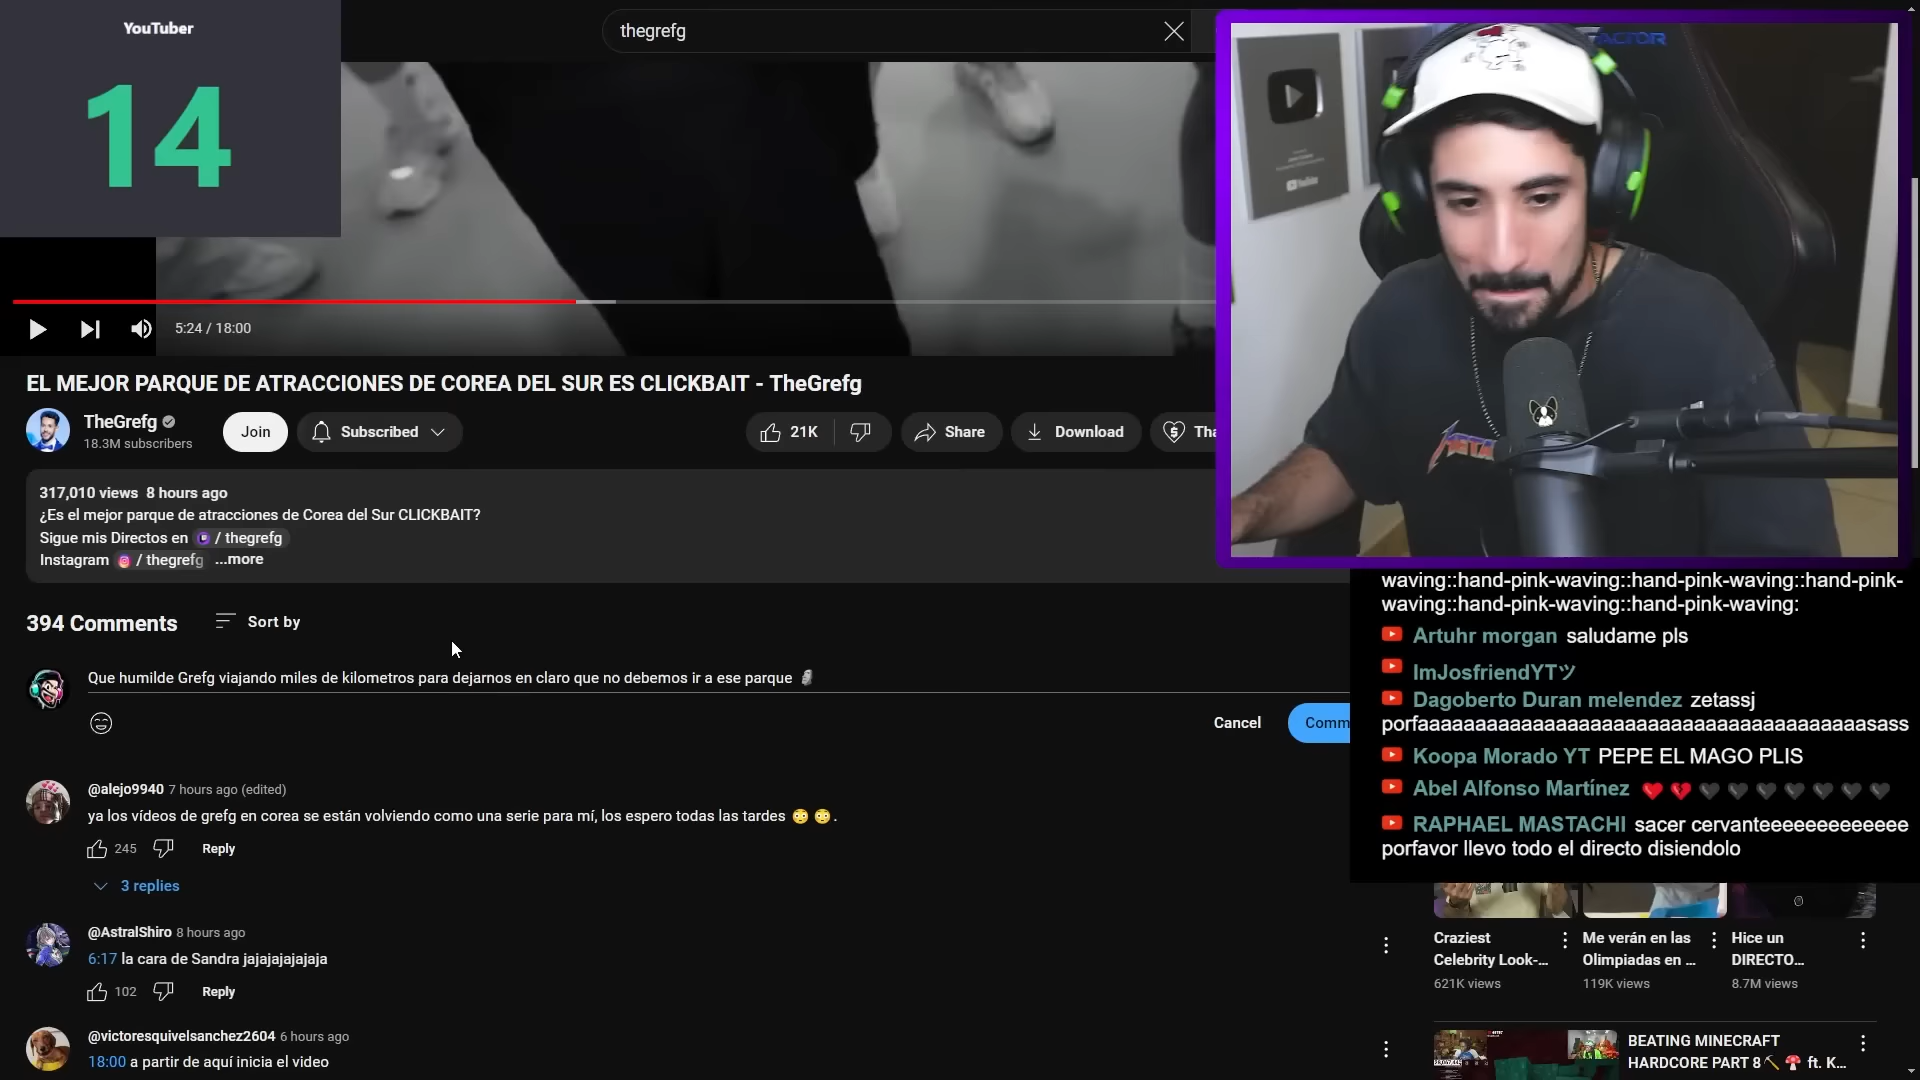 YouTuber
14
thegrefg
5:24 / 18:00
EL MEJOR PARQUE DE ATRACCIONES DE COREA DEL SUR ES CLICKBAIT - TheGrefg
TheGrefg
18.3M subscribers
Join
Subscribed
21K
Share
Download
317,010 views 8 hours ago
¿Es el mejor parque de atracciones de Corea del Sur CLICKBAIT?
Sigue mis Directos en / thegrefg
Instagram / thegrefg ...more
394 Comments
Sort by
Que humilde Grefg viajando miles de kilometros para dejarnos en claro que no debemos ir a ese parque 🗿
Cancel
@alejo9940 7 hours ago (edited)
ya los vídeos de grefg en corea se están volviendo como una serie para mí, los espero todas las tardes 😳 😳.
245
Reply
3 replies
@AstralShiro 8 hours ago
6:17 la cara de Sandra jajajajajajaja
102
Reply
@victoresquivelsanchez2604 6 hours ago
18:00 a partir de aquí inicia el video
YouTube
META
waving::hand-pink-waving::hand-pink-waving::hand-pink-
waving::hand-pink-waving::hand-pink-waving:
Artuhr morgan saludame pls
ImJosfriendYTツ
Dagoberto Duran melendez zetassj
porfaaaaaaaaaaaaaaaaaaaaaaaaaaaaaaaaaaaaaasass
Koopa Morado YT PEPE EL MAGO PLIS
Abel Alfonso Martínez
RAPHAEL MASTACHI sacer cervanteeeeeeeeeeeee
porfavor llevo todo el directo disiendolo
Craziest
Celebrity Look-...
621K views
Me verán en las
Olimpiadas en ...
119K views
Hice un
DIRECTO...
8.7M views
BEATING MINECRAFT
HARDCORE PART 8⛏️ 🍄 ft. K...